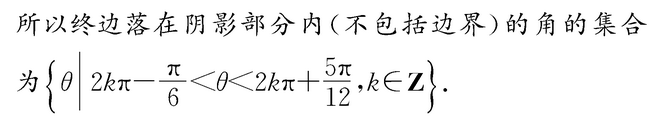 所以终边落在阴影部分内(不包括边界)的角的集合
为{θ|2kπ−π/6<θ<2kπ+5π/12,k∈Z}.